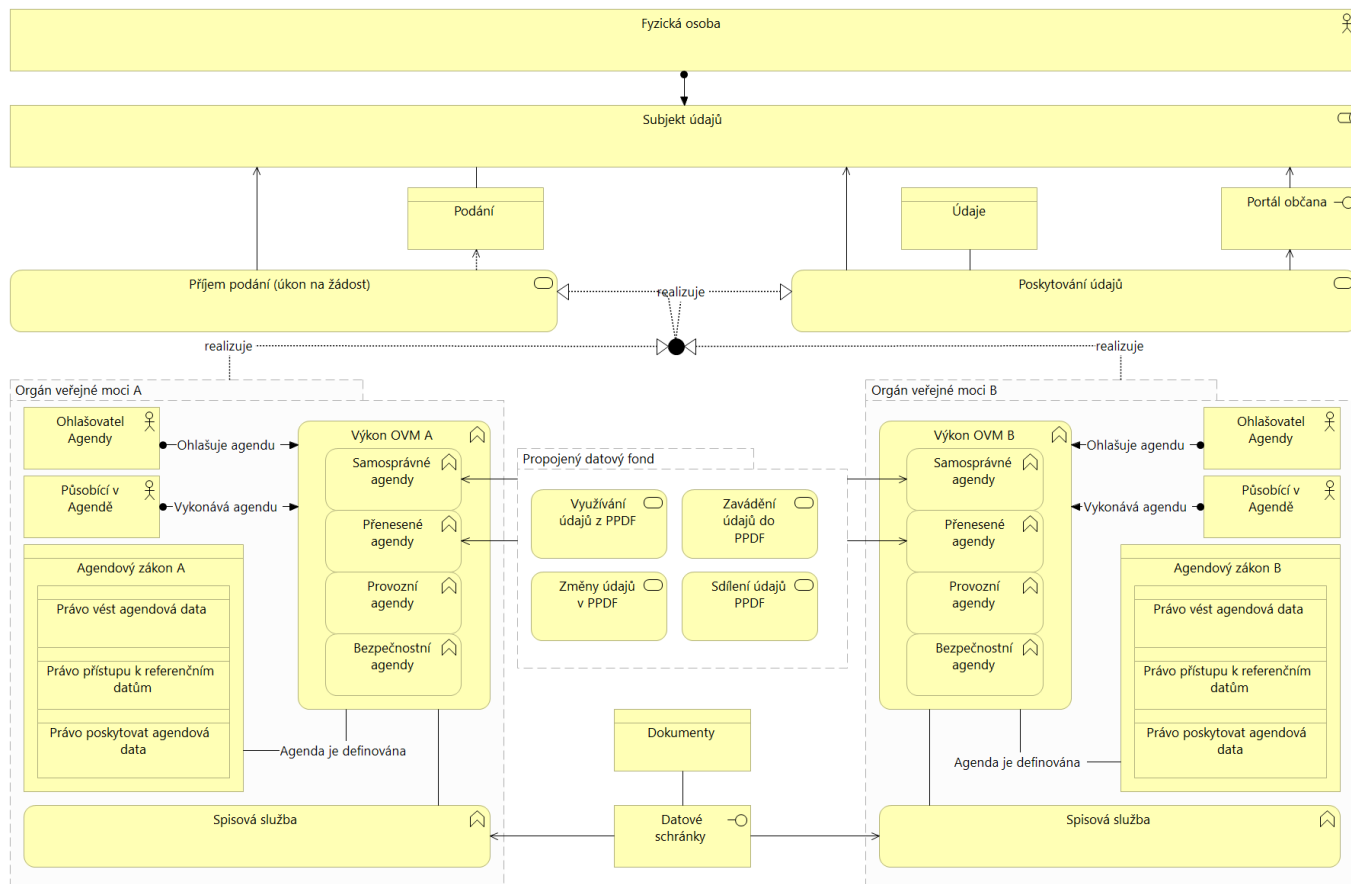 Fyzická osoba
Subjekt údajů
Podání
Údaje
Portál občana
Příjem podání (úkon na žádost)
realizuje
Poskytování údajů
realizuje
realizuje
Orgán veřejné moci A
Orgán veřejné moci B
Ohlašovatel
Agendy
Ohlašuje agendu
Působící v
Agendě
Vykonává agendu
Výkon OVM A
Samosprávné
agendy
Přenesené
agendy
Provozní
agendy
Bezpečnostní
agendy
Agendový zákon A
Právo vést agendová data
Právo přístupu k referenčním
datům
Právo poskytovat agendová
data
Agenda je definována
Spisová služba
Propojený datový fond
Využívání
údajů z PPDF
Zavádění
údajů do
PPDF
Změny údajů
v PPDF
Sdílení údajů
PPDF
Dokumenty
Datové
schránky
Výkon OVM B
Samosprávné
agendy
Přenesené
agendy
Provozní
agendy
Bezpečnostní
agendy
Ohlašuje agendu
Ohlašovatel
Agendy
Vykonává agendu
Působící v
Agendě
Agendový zákon B
Právo vést agendová data
Právo přístupu k referenčním
datům
Právo poskytovat agendová
data
Agenda je definována
Spisová služba